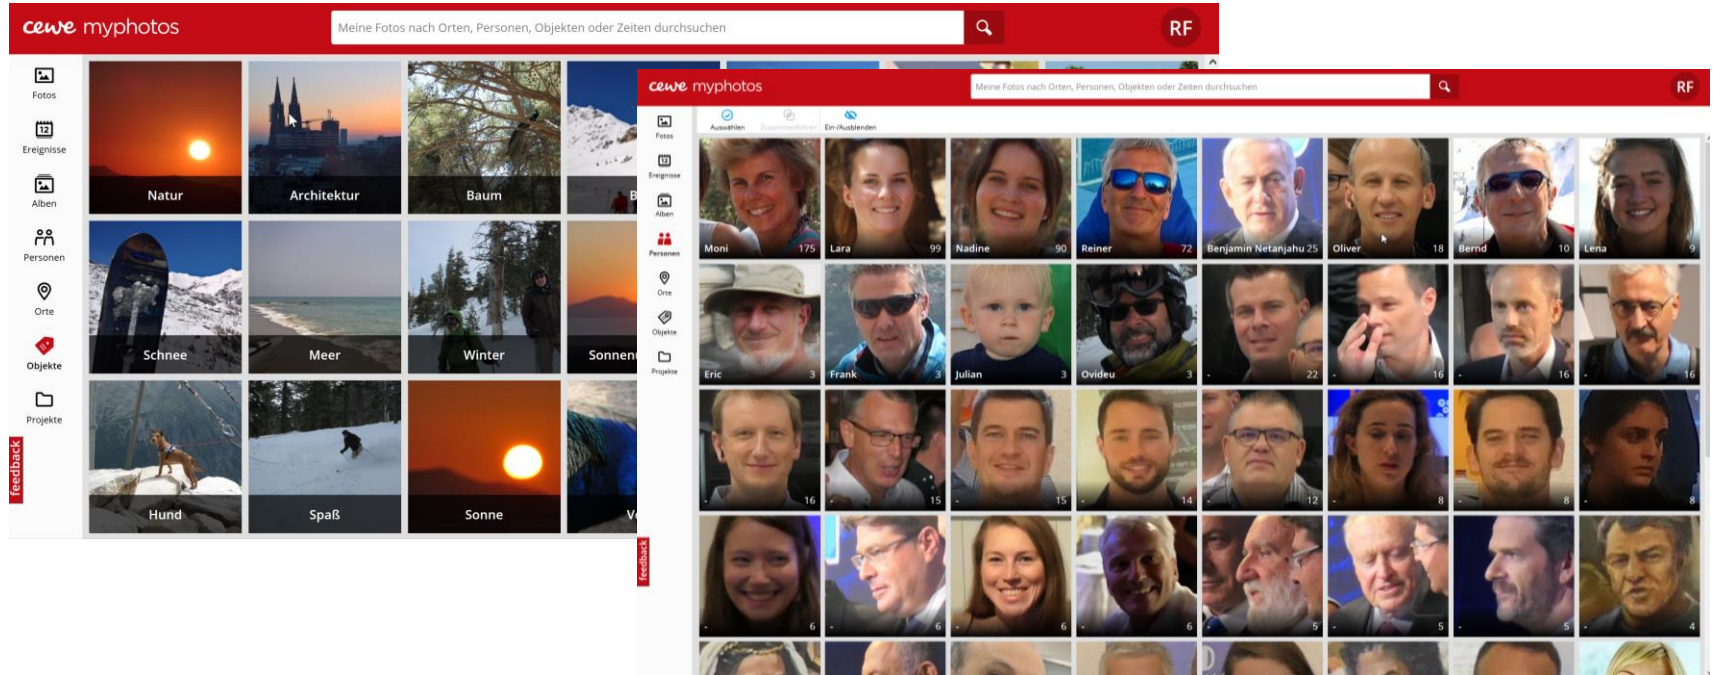 cewe myphotos
Meine Fotos nach Orten, Personen, Objekten oder Zeiten durchsuchen
RF
Fotos
12
Ereignisse
Alben
Personen
Orte
Objekte
Projekte
feedback
Natur
Architektur
Baum
B
Schnee
Meer
Winter
Sonnenu
Hund
Spaß
Sonne
cewe myphotos
Meine Fotos nach Orten, Personen, Objekten oder Zeiten durchsuchen
RF
Auswählen
Zusammenführen
Ein-/Ausblenden
Fotos
12
Ereignisse
Alben
Personen
Orte
Objekte
Projekte
feedback
Moni 175
Lara 99
Nadine 90
Reiner 72
Benjamin Netanjahu 25
Oliver 18
Bernd 10
Lena 9
Eric 3
Frank 3
Julian 3
Ovideu 3
- 22
- 16
- 16
- 16
- 16
- 15
- 15
- 14
- 12
- 8
- 8
- 8
- 6
- 6
- 6
- 6
- 5
- 5
- 5
- 4